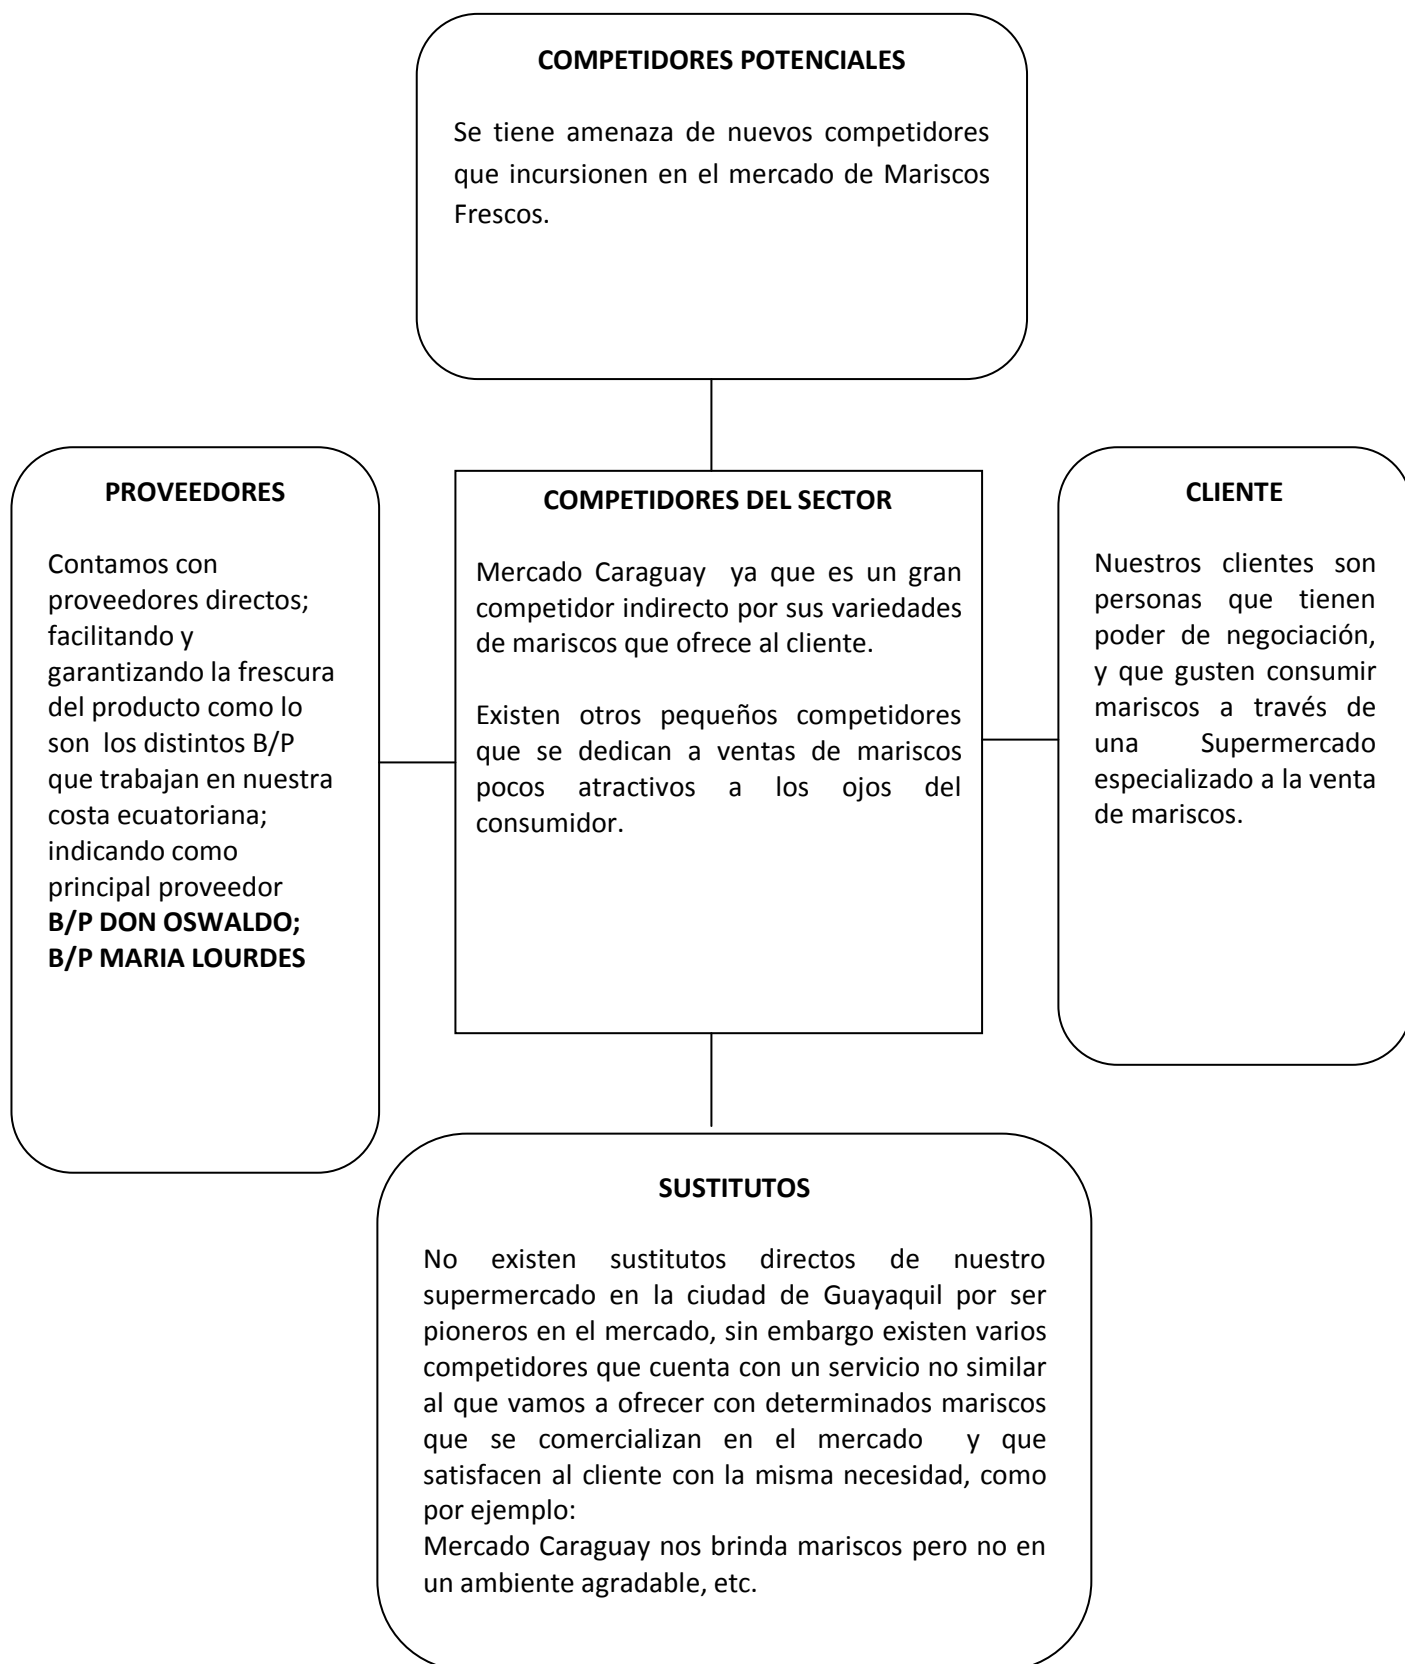 COMPETIDORES POTENCIALES
Se tiene amenaza de nuevos competidores
que incursionen en el mercado de Mariscos
Frescos.
PROVEEDORES
Contamos con
proveedores directos;
facilitando y
garantizando la frescura
del producto como lo
son los distintos B/P
que trabajan en nuestra
costa ecuatoriana;
indicando como
principal proveedor
B/P DON OSWALDO;
B/P MARIA LOURDES
COMPETIDORES DEL SECTOR
Mercado Caraguay ya que es un gran
competidor indirecto por sus variedades
de mariscos que ofrece al cliente.
Existen otros pequeños competidores
que se dedican a ventas de mariscos
pocos atractivos a los ojos del
consumidor.
CLIENTE
Nuestros clientes son
personas que tienen
poder de negociación,
y que gusten consumir
mariscos a través de
una Supermercado
especializado a la venta
de mariscos.
SUSTITUTOS
No existen sustitutos directos de nuestro
supermercado en la ciudad de Guayaquil por ser
pioneros en el mercado, sin embargo existen varios
competidores que cuenta con un servicio no similar
al que vamos a ofrecer con determinados mariscos
que se comercializan en el mercado y que
satisfacen al cliente con la misma necesidad, como
por ejemplo:
Mercado Caraguay nos brinda mariscos pero no en
un ambiente agradable, etc.